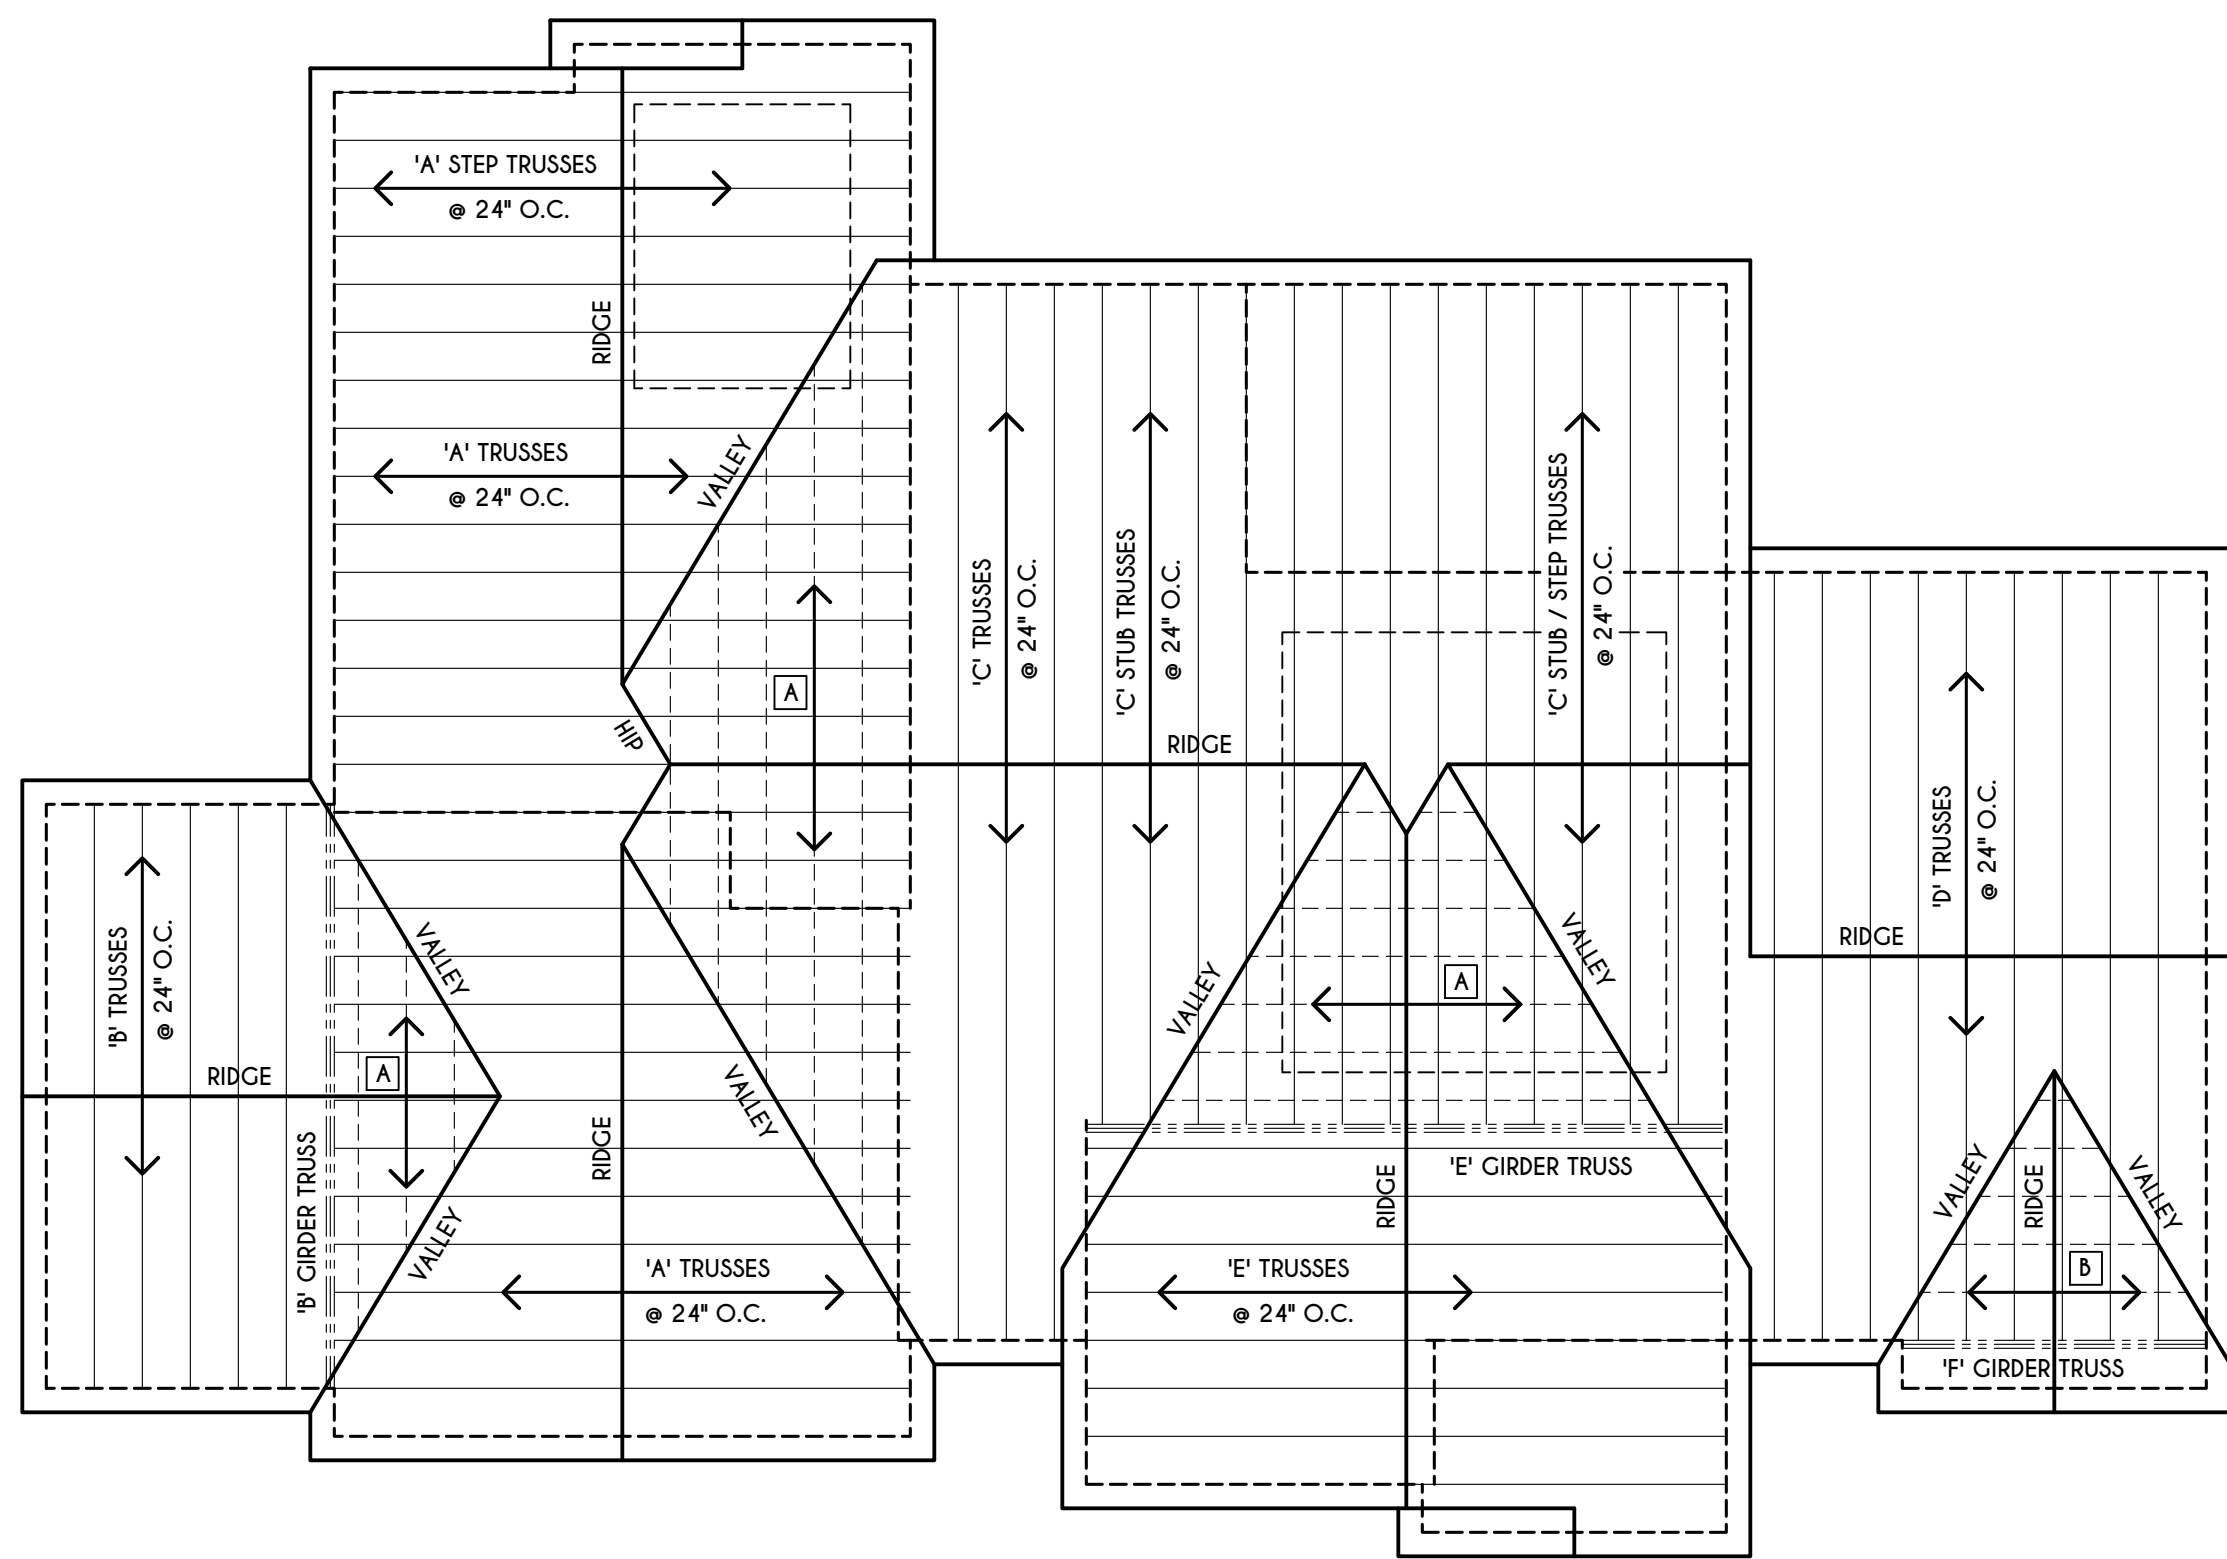 'A' STEP TRUSSES
@ 24" O.C.
RIDGE
'A' TRUSSES
@ 24" O.C.
VALLEY
HIP
A
'C' TRUSSES
@ 24" O.C.
'C' STUB TRUSSES
@ 24" O.C.
RIDGE
'C' STUB / STEP TRUSSES
@ 24" O.C.
'D' TRUSSES
@ 24" O.C.
RIDGE
'B' TRUSSES
@ 24" O.C.
RIDGE
VALLEY
A
'B' GIRDER TRUSS
VALLEY
RIDGE
VALLEY
'A' TRUSSES
@ 24" O.C.
VALLEY
A
VALLEY
'E' GIRDER TRUSS
RIDGE
'E' TRUSSES
@ 24" O.C.
VALLEY
RIDGE
VALLEY
B
'F' GIRDER TRUSS